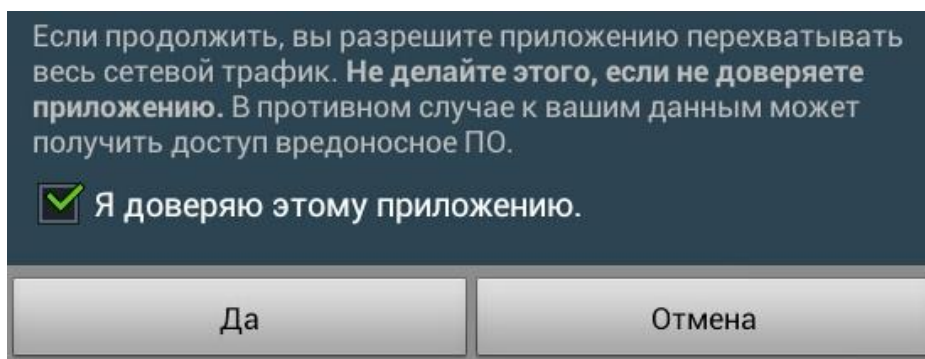 Если продолжить, вы разрешите приложению перехватывать
весь сетевой трафик. Не делайте этого, если не доверяете
приложению. В противном случае к вашим данным может
получить доступ вредоносное ПО.
Я доверяю этому приложению.
Да
Отмена